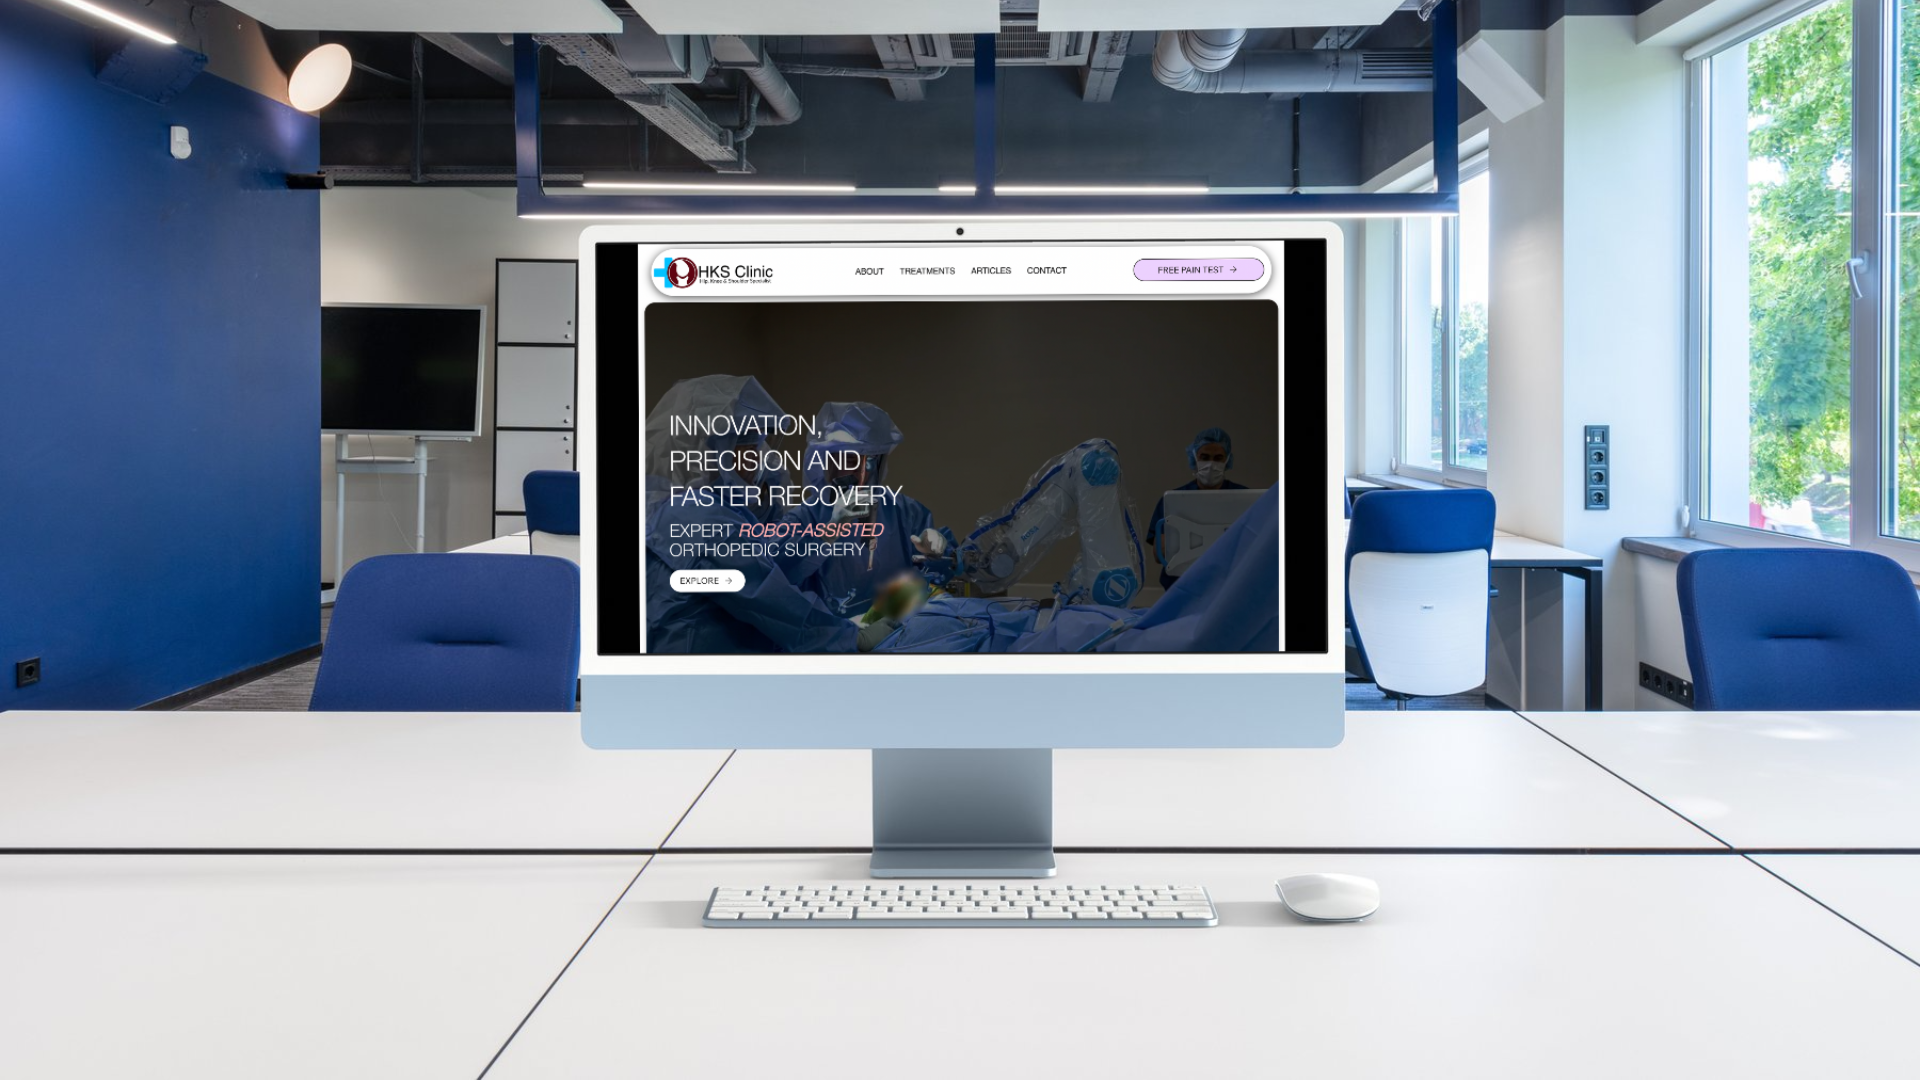 HKS Clinic
Hip, Knee & Shoulder Specialist.
ABOUT
TREATMENTS
ARTICLES
CONTACT
FREE PAIN TEST →
INNOVATION,
PRECISION AND
FASTER RECOVERY
EXPERT ROBOT-ASSISTED
ORTHOPEDIC SURGERY
EXPLORE →